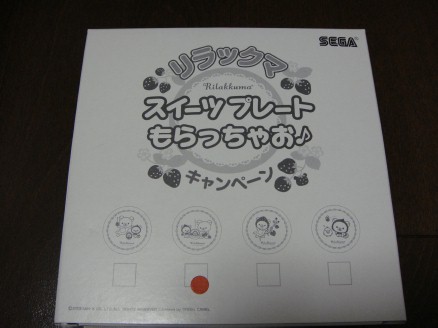 SEGA
リラックマ
Rilakkuma
スイーツプレート
もらっちゃお♪
キャンペーン